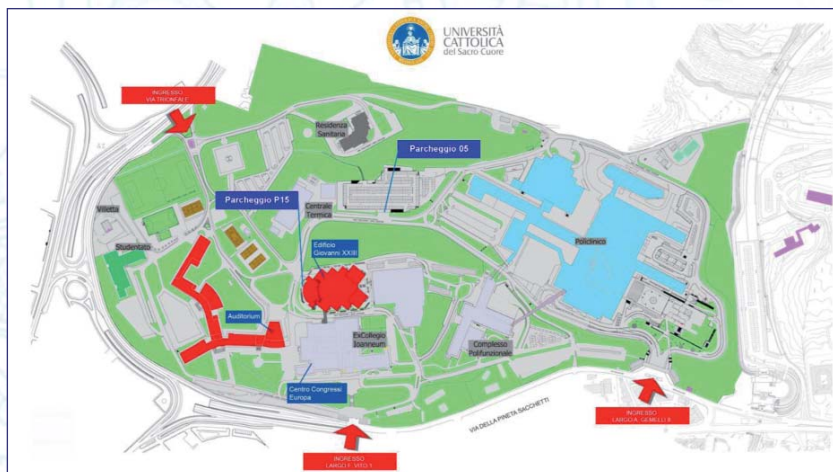 UNIVERSITÀ
CATTOLICA
del Sacro Cuore
INGRESSO
VIA TRIONFALE
Residenza
Sanitaria
Parcheggio 05
Parcheggio P15
Centrale
Termica
Villetta
Studentato
Edificio
Giovanni XXIII
Policlinico
Auditorium
ExCollegio
Ioanneum
Complesso
Polifunzionale
Centro Congressi
Europa
VIA DELLA PINETA SACCHETTI
INGRESSO
LARGO A. GEMELLI 8
INGRESSO
LARGO F. VITO 1